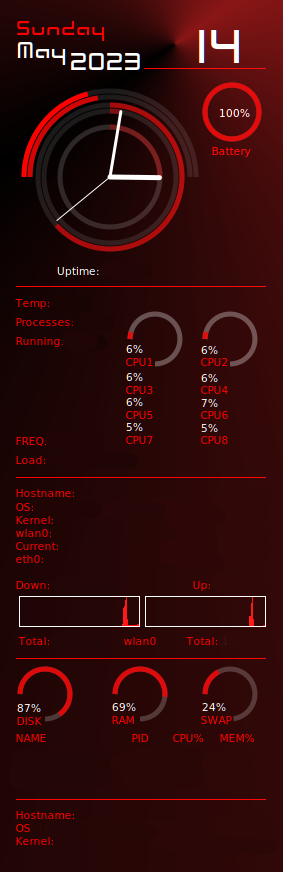 Sunday
May 2023 14
100%
Battery
Uptime:
Temp:
Processes:
Running:
6% 6%
CPU1 CPU2
6% 6%
CPU3 CPU4
6% 7%
CPU5 CPU6
5% 5%
FREQ. CPU7 CPU8
Load:
Hostname:
OS:
Kernel:
wlan0:
Current:
eth0:
Down: Up:
Total: wlan0 Total:
87% 69% 24%
DISK RAM SWAP
NAME PID CPU% MEM%
Hostname:
OS
Kernel: